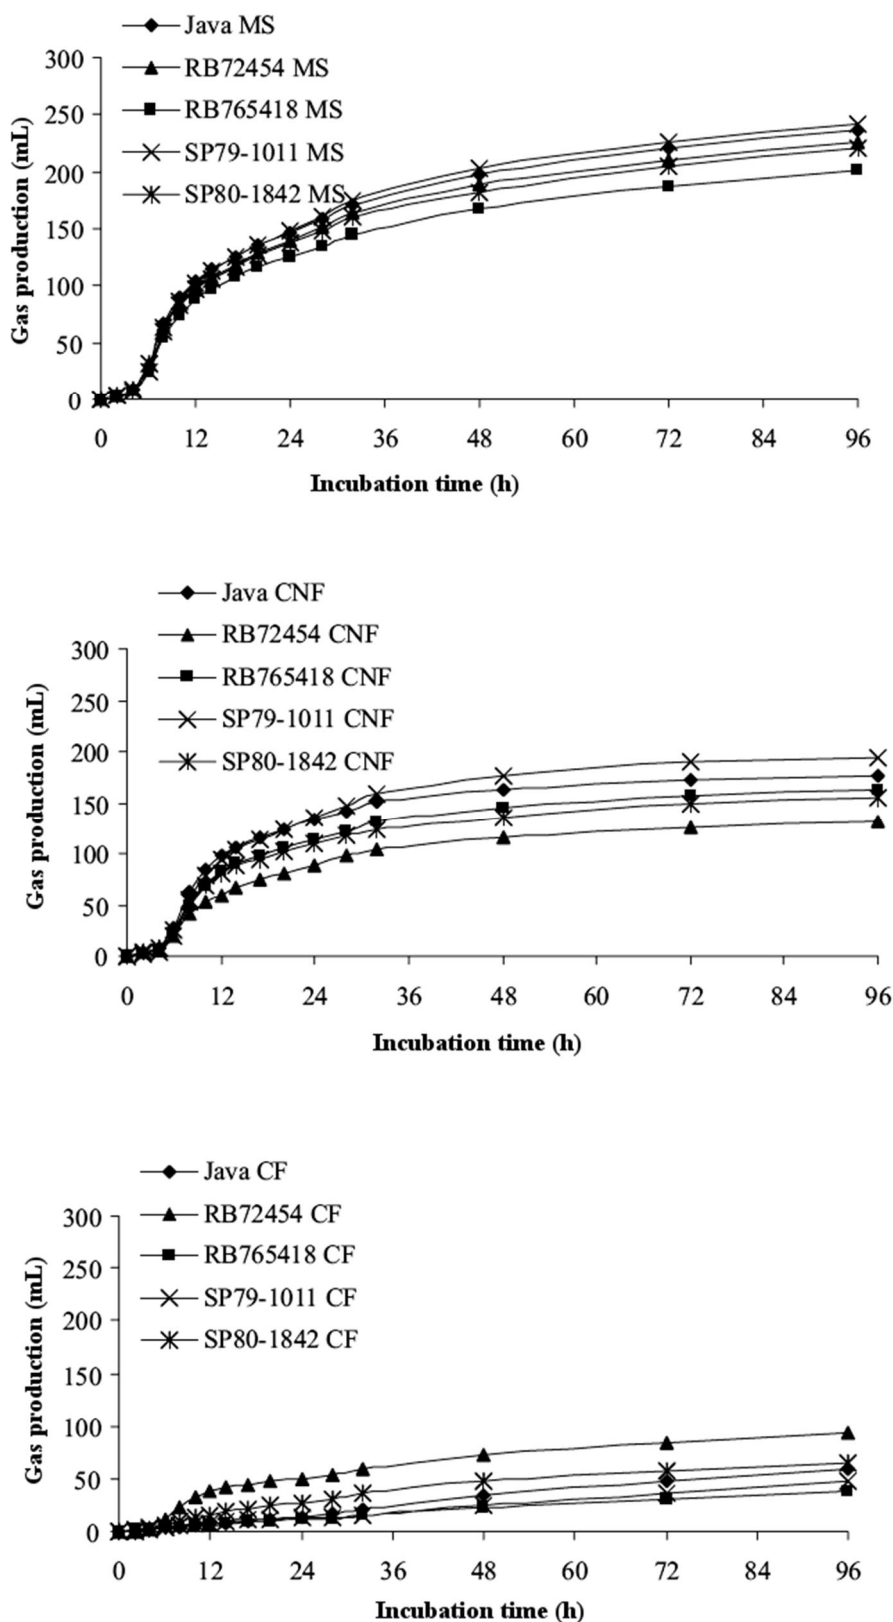 Java MS
RB72454 MS
RB765418 MS
SP79-1011 MS
SP80-1842 MS
300
250
200
150
100
50
0
Gas production (mL)
0 12 24 36 48 60 72 84 96
Incubation time (h)
Java CNF
RB72454 CNF
RB765418 CNF
SP79-1011 CNF
SP80-1842 CNF
300
250
200
150
100
50
0
Gas production (mL)
0 12 24 36 48 60 72 84 96
Incubation time (h)
Java CF
RB72454 CF
RB765418 CF
SP79-1011 CF
SP80-1842 CF
300
250
200
150
100
50
0
Gas production (mL)
0 12 24 36 48 60 72 84 96
Incubation time (h)